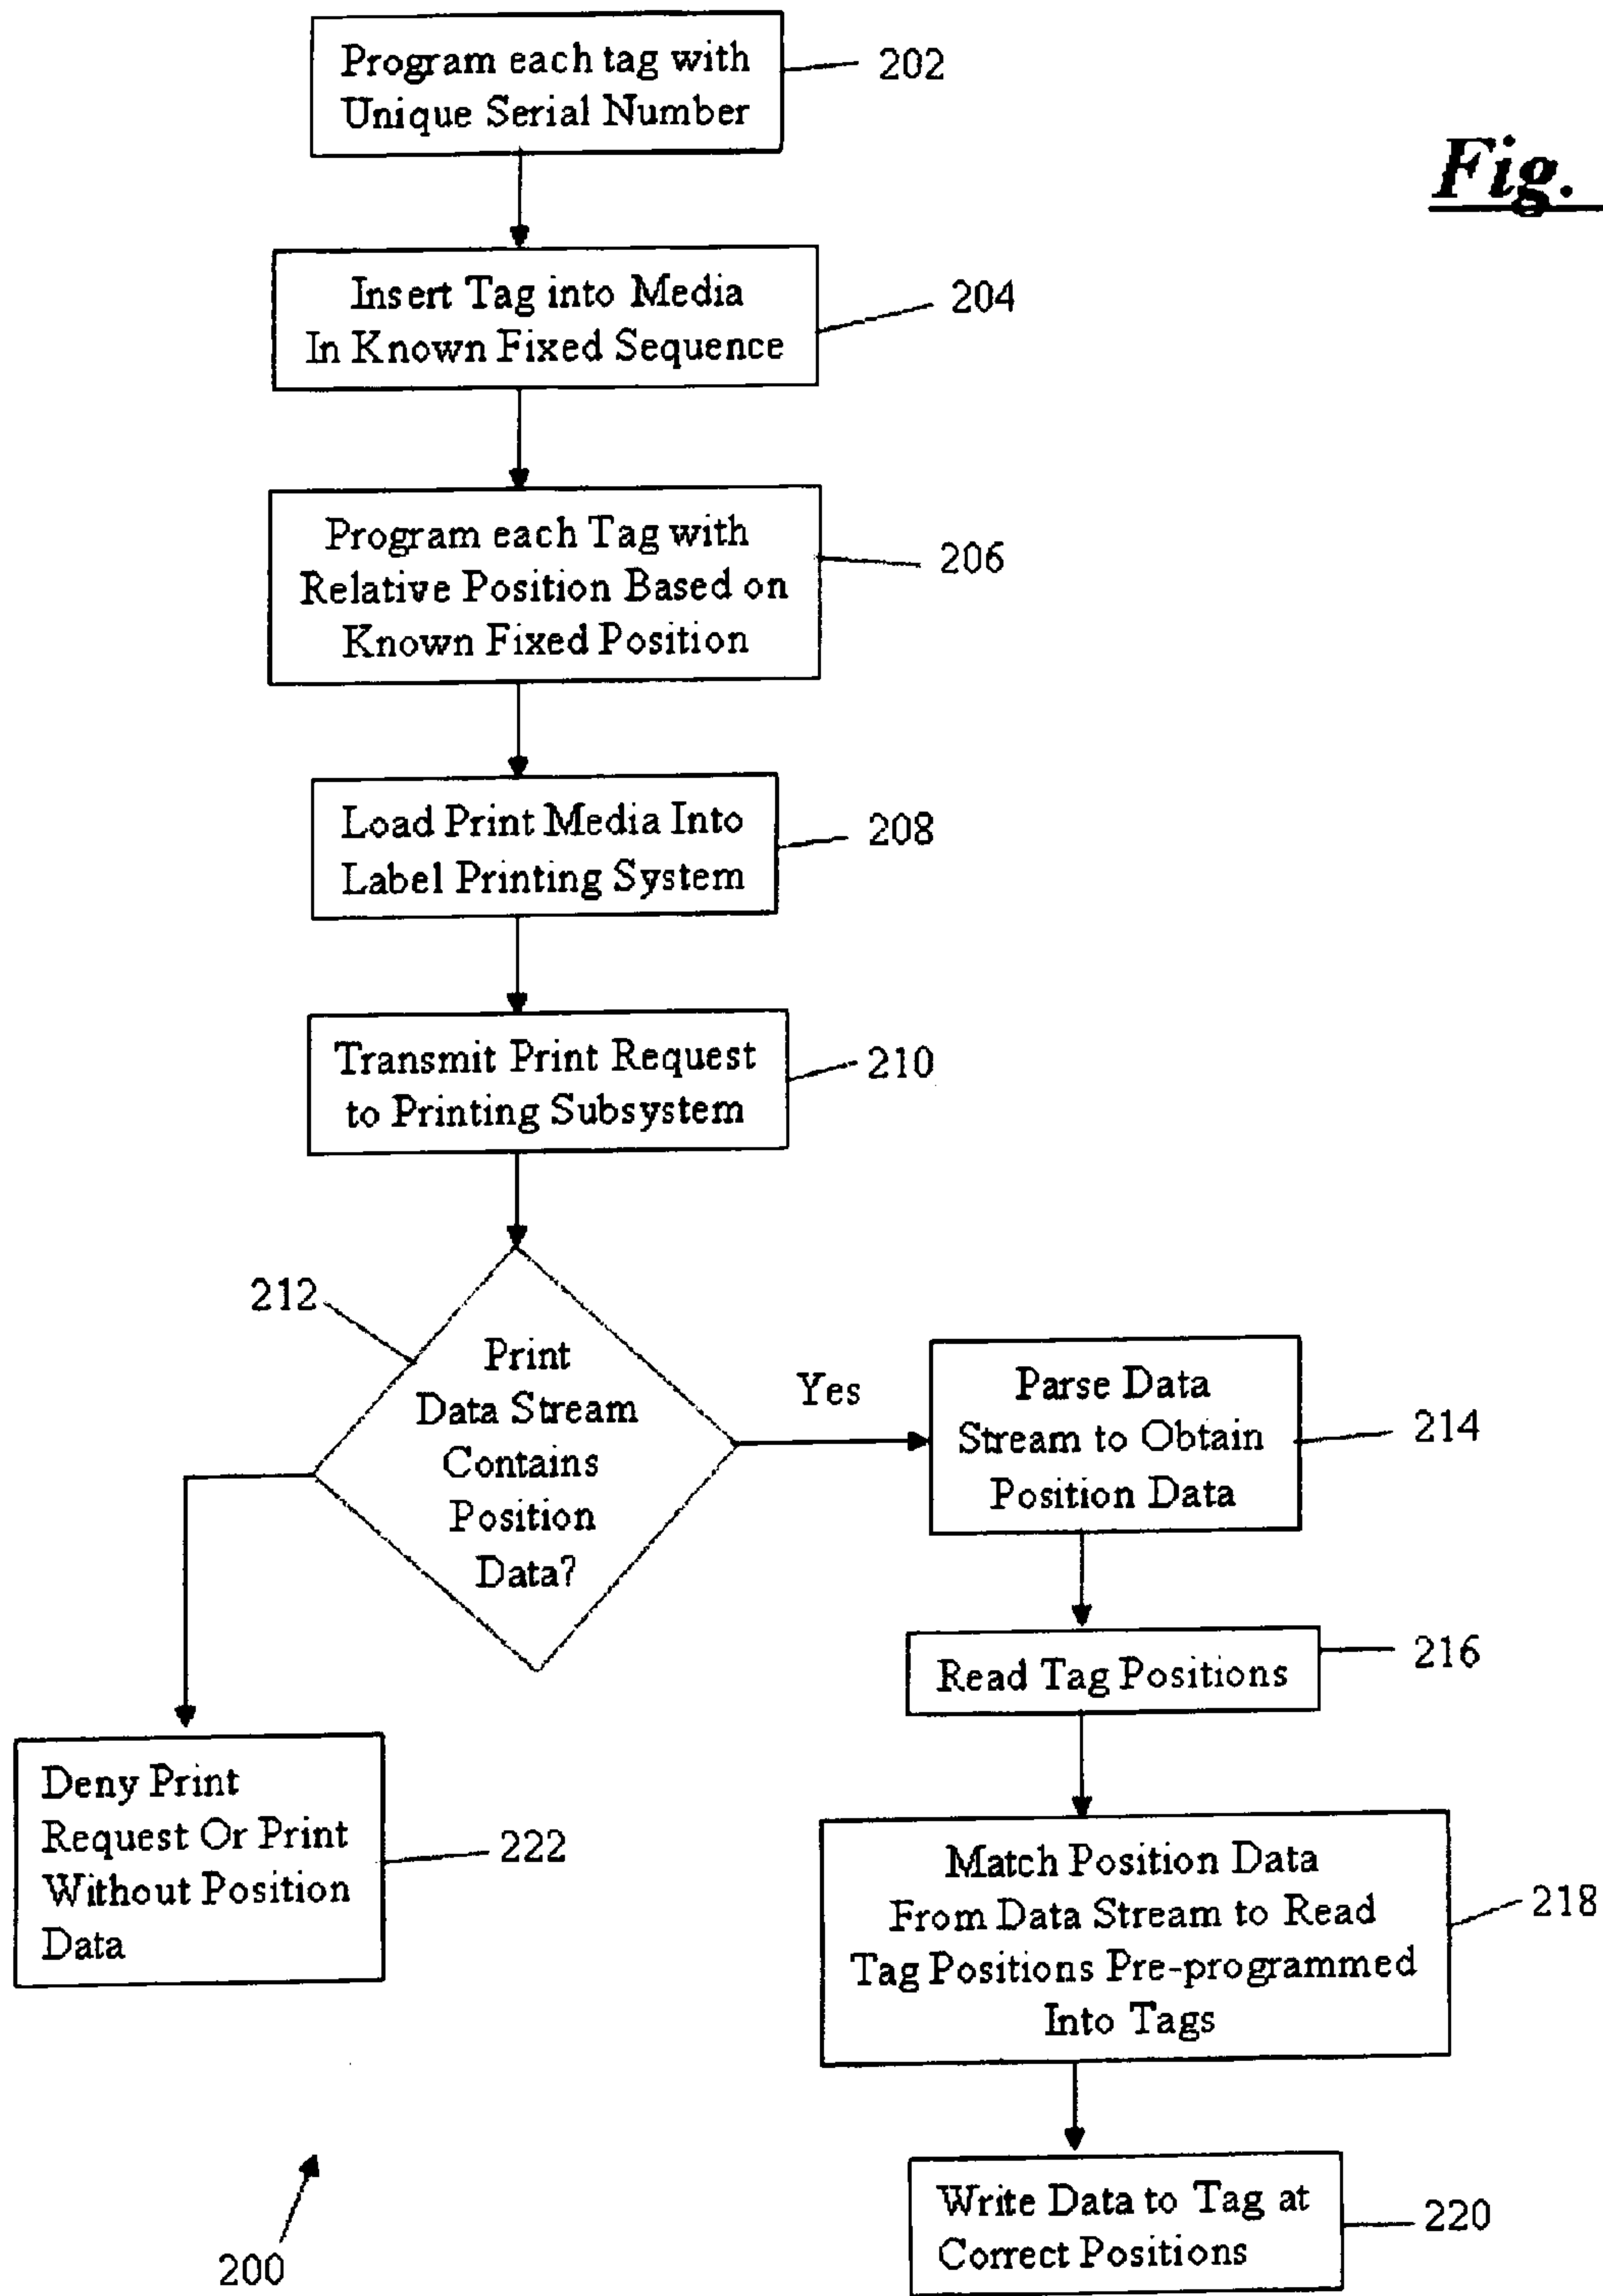 Program each tag with
Unique Serial Number
202
Fig.
Insert Tag into Media
In Known Fixed Sequence
204
Program each Tag with
Relative Position Based on
Known Fixed Position
206
Load Print Media Into
Label Printing System
208
Transmit Print Request
to Printing Subsystem
210
212
Print
Data Stream
Contains
Position
Data?
Yes
Parse Data
Stream to Obtain
Position Data
214
Read Tag Positions
216
Deny Print
Request Or Print
Without Position
Data
222
Match Position Data
From Data Stream to Read
Tag Positions Pre-programmed
Into Tags
218
Write Data to Tag at
Correct Positions
220
200